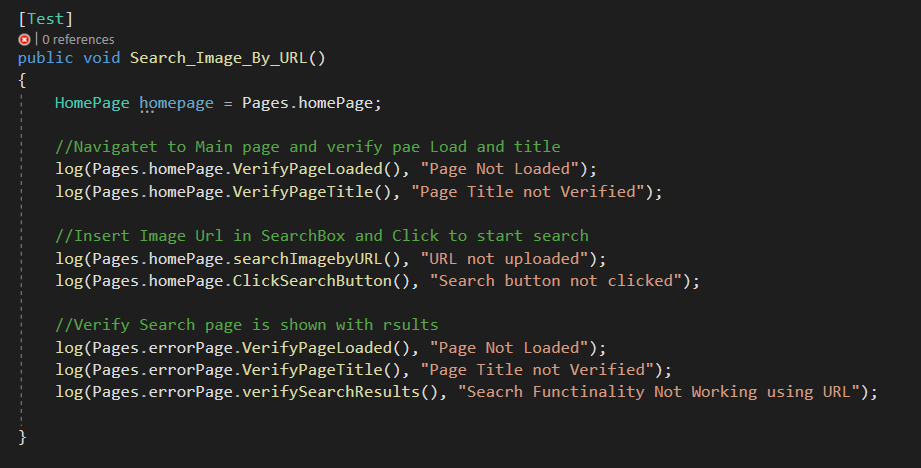 [Test]
| 0 references
public void Search_Image_By_URL()
{
HomePage homepage = Pages.homePage;
//Navigatet to Main page and verify pae Load and title
log(Pages.homePage.VerifyPageLoaded(), "Page Not Loaded");
log(Pages.homePage.VerifyPageTitle(), "Page Title not Verified");
//Insert Image Url in SearchBox and Click to start search
log(Pages.homePage.searchImagebyURL(), "URL not uploaded");
log(Pages.homePage.ClickSearchButton(), "Search button not clicked");
//Verify Search page is shown with rsults
log(Pages.errorPage.VerifyPageLoaded(), "Page Not Loaded");
log(Pages.errorPage.VerifyPageTitle(), "Page Title not Verified");
log(Pages.errorPage.verifySearchResults(), "Seacrh Functinality Not Working using URL");
}